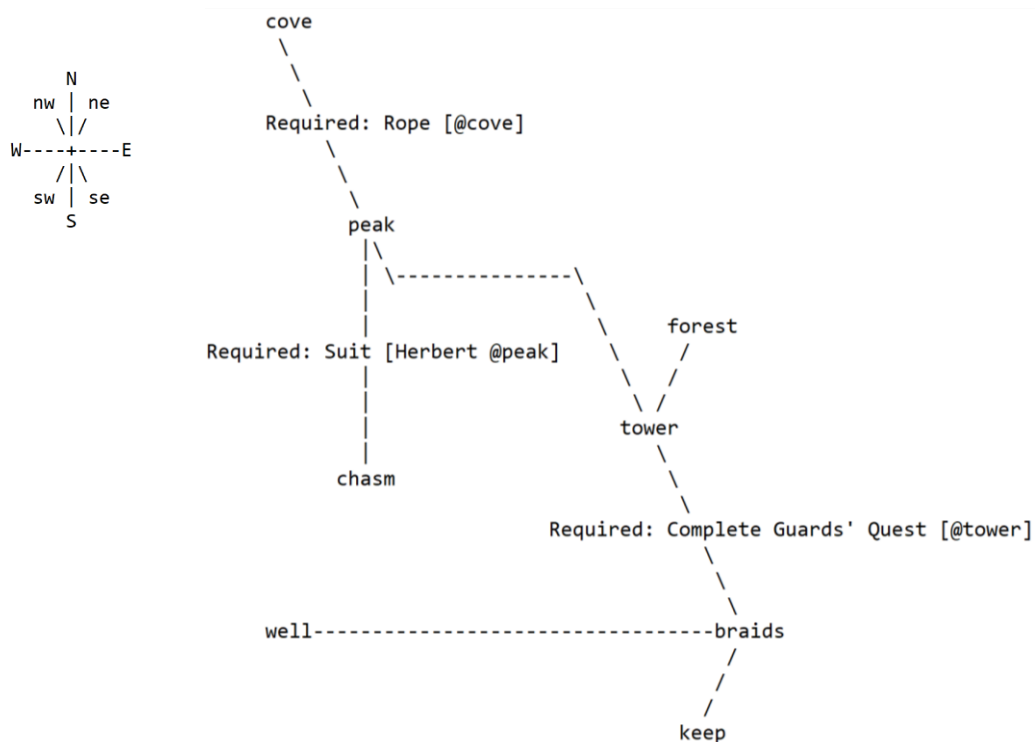 cove
N
nw | ne
\|/
W----+----E
/|\
sw | se
S
Required: Rope [@cove]
peak
forest
Required: Suit [Herbert @peak]
tower
chasm
Required: Complete Guards' Quest [@tower]
well---------------------------------braids
keep